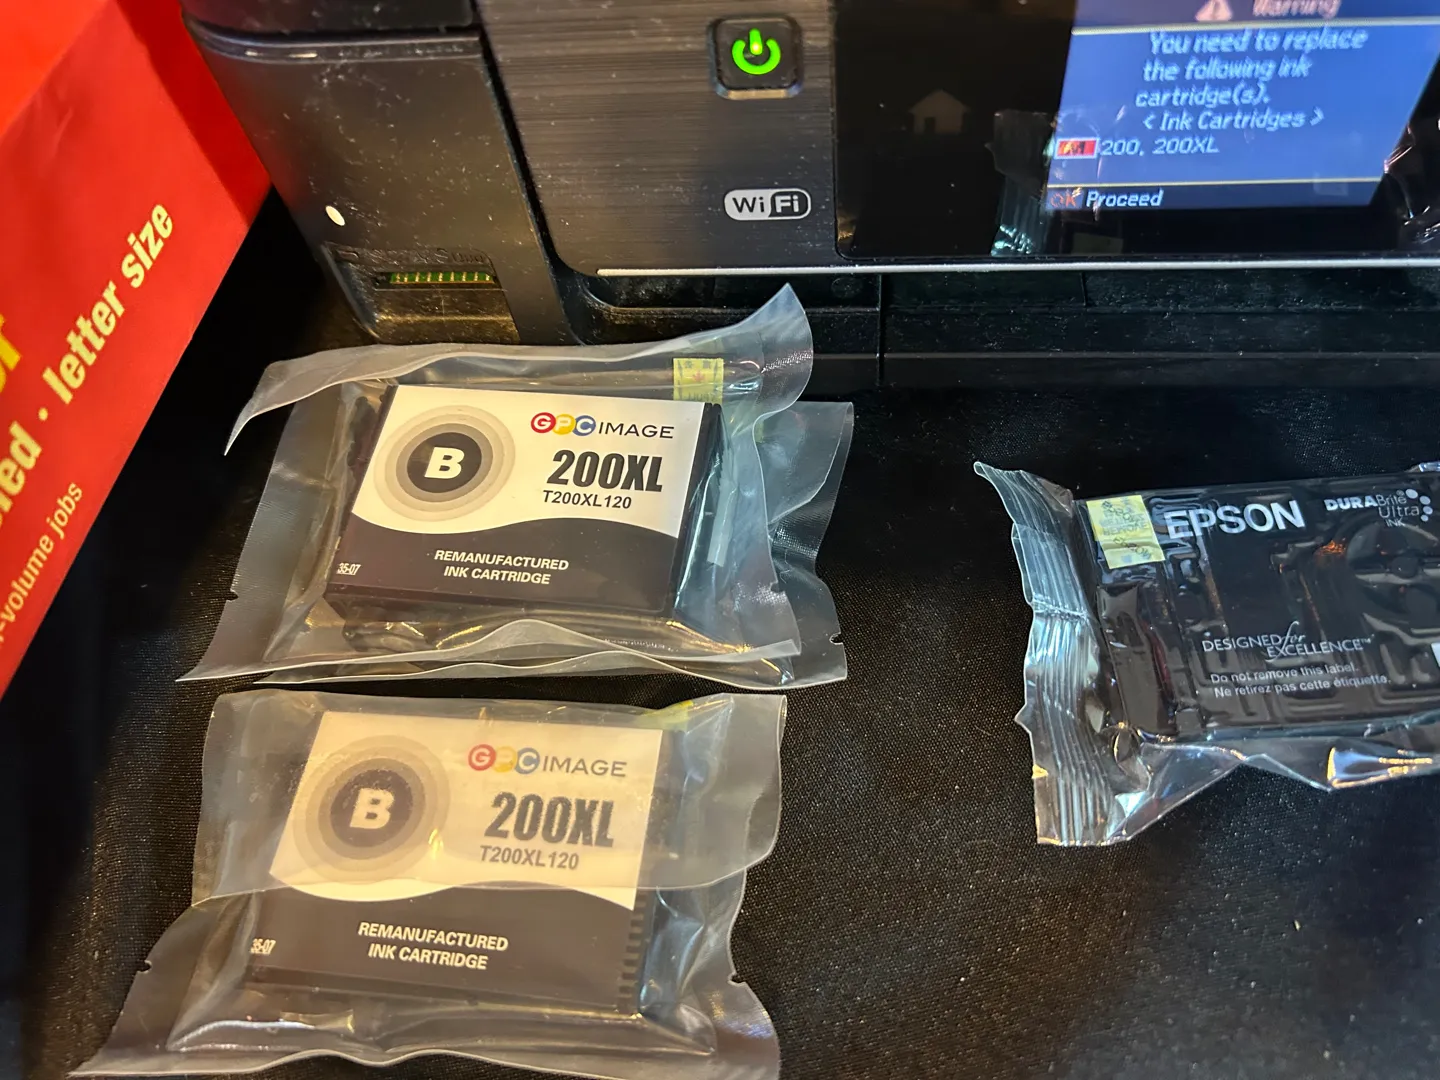 Warning
You need to replace
the following ink
cartridge(s).
< Ink Cartridges >
200, 200XL
OK Proceed
WiFi
letter size
-volume jobs
B
GPC IMAGE
200XL
T200XL120
REMANUFACTURED
INK CARTRIDGE
35-07
B
GPC IMAGE
200XL
T200XL120
REMANUFACTURED
INK CARTRIDGE
35-07
EPSON
DURABrite
Ultra
INK
DESIGNED for
EXCELLENCE™
Do not remove this label.
Ne retirez pas cette étiquette.